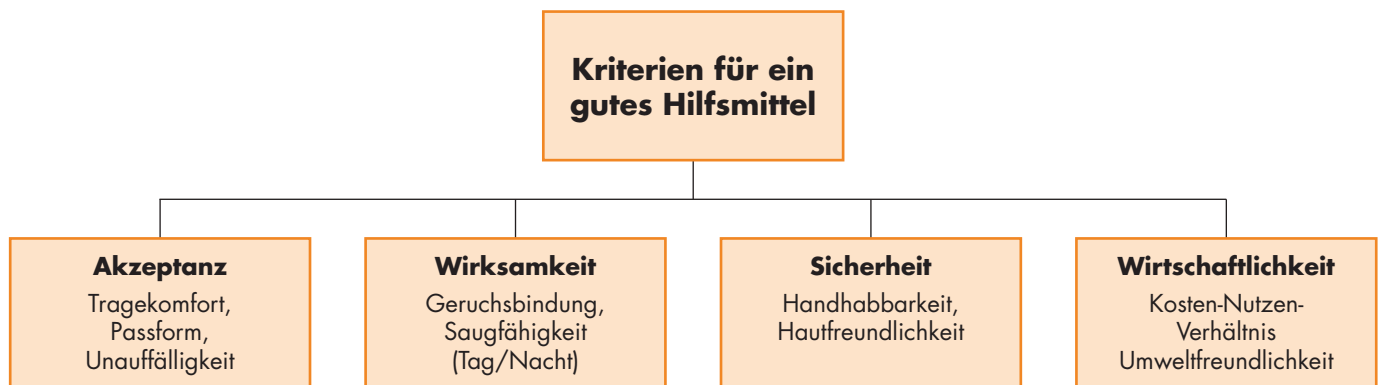 Kriterien für ein
gutes Hilfsmittel
Akzeptanz
Tragekomfort,
Passform,
Unauffälligkeit
Wirksamkeit
Geruchsbindung,
Saugfähigkeit
(Tag/Nacht)
Sicherheit
Handhabbarkeit,
Hautfreundlichkeit
Wirtschaftlichkeit
Kosten-Nutzen-
Verhältnis
Umweltfreundlichkeit